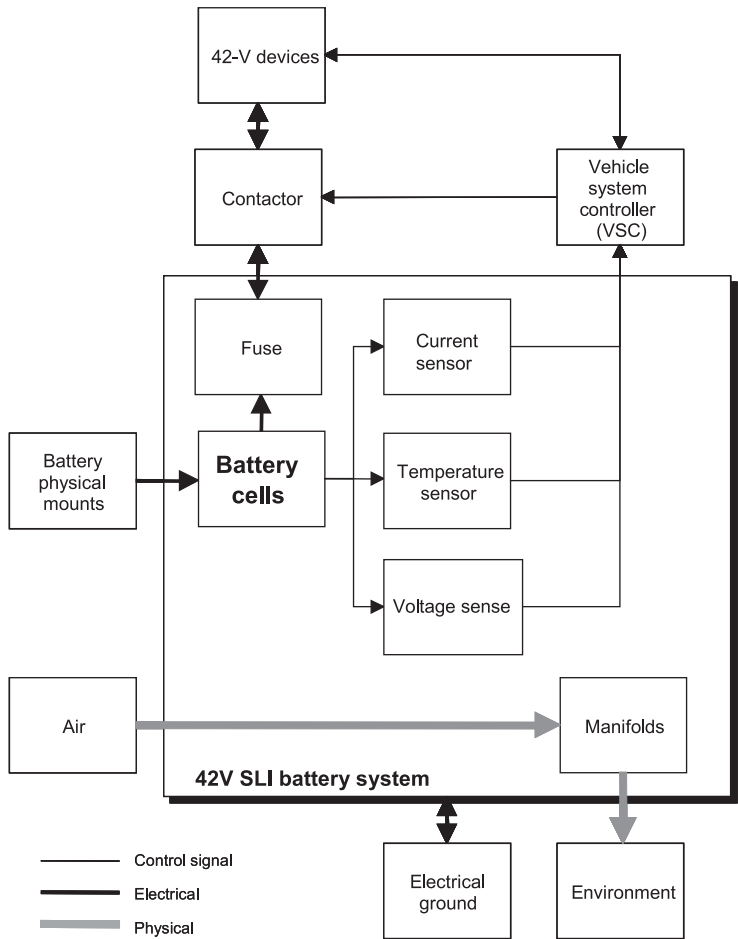 42-V devices
Contactor
Vehicle
system
controller
(VSC)
Fuse
Current
sensor
Battery
physical
mounts
Battery
cells
Temperature
sensor
Voltage sense
Air
Manifolds
42V SLI battery system
Control signal
Electrical
Physical
Electrical
ground
Environment